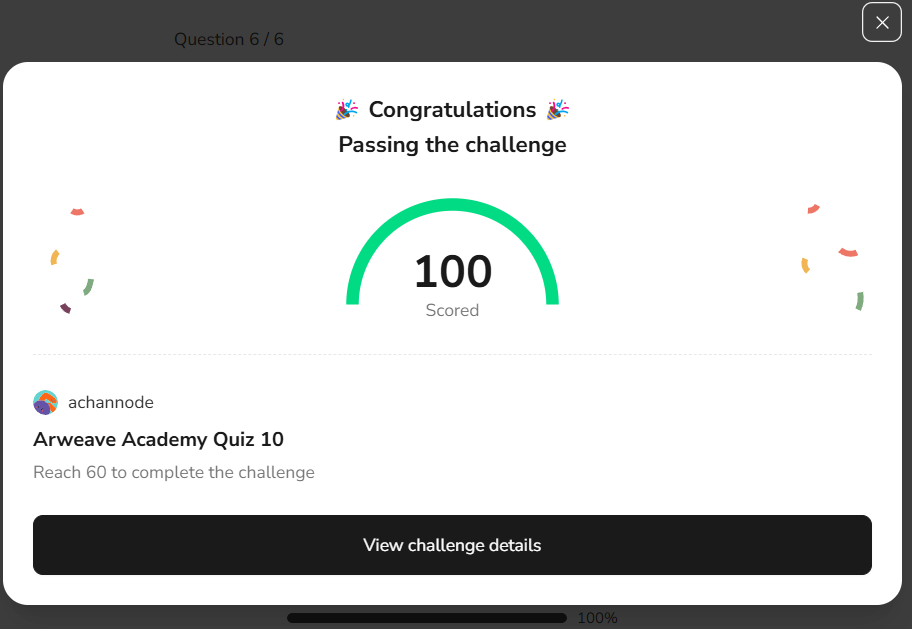 Question 6 / 6
🎉 Congratulations 🎉
Passing the challenge
100
Scored
achannode
Arweave Academy Quiz 10
Reach 60 to complete the challenge
View challenge details
100%